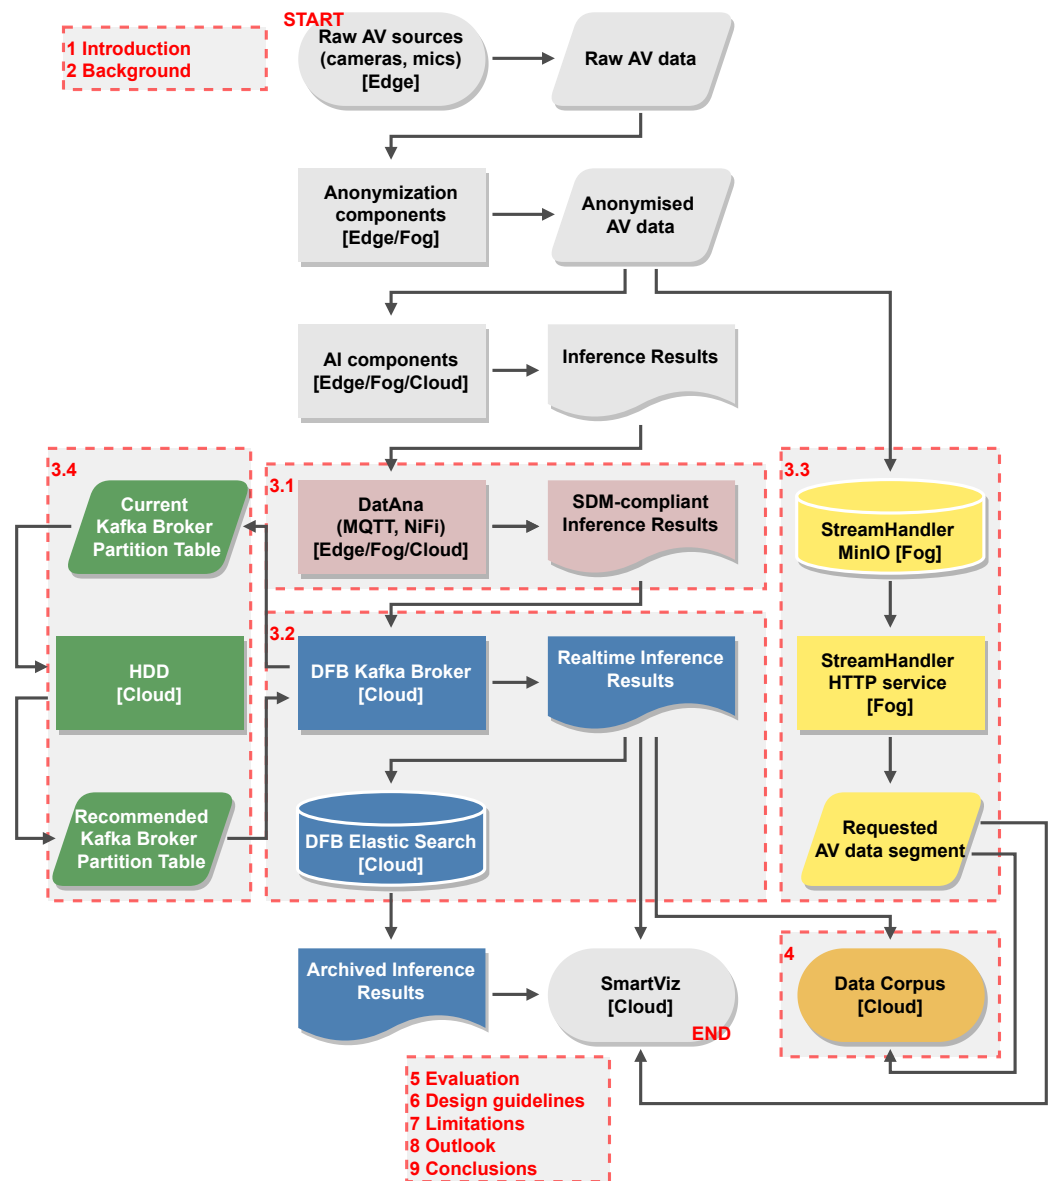 START
Raw AV sources
(cameras, mics)
[Edge]
Raw AV data
1 Introduction
2 Background
Anonymization
components
[Edge/Fog]
Anonymised
AV data
AI components
[Edge/Fog/Cloud]
Inference Results
3.4
Current
Kafka Broker
Partition Table
HDD
[Cloud]
Recommended
Kafka Broker
Partition Table
3.1
DatAna
(MQTT, NiFi)
[Edge/Fog/Cloud]
SDM-compliant
Inference Results
3.2
DFB Kafka Broker
[Cloud]
Realtime Inference
Results
DFB Elastic Search
[Cloud]
3.3
StreamHandler
MinIO [Fog]
StreamHandler
HTTP service
[Fog]
Requested
AV data segment
Archived Inference
Results
SmartViz
[Cloud]
END
4
Data Corpus
[Cloud]
5 Evaluation
6 Design guidelines
7 Limitations
8 Outlook
9 Conclusions